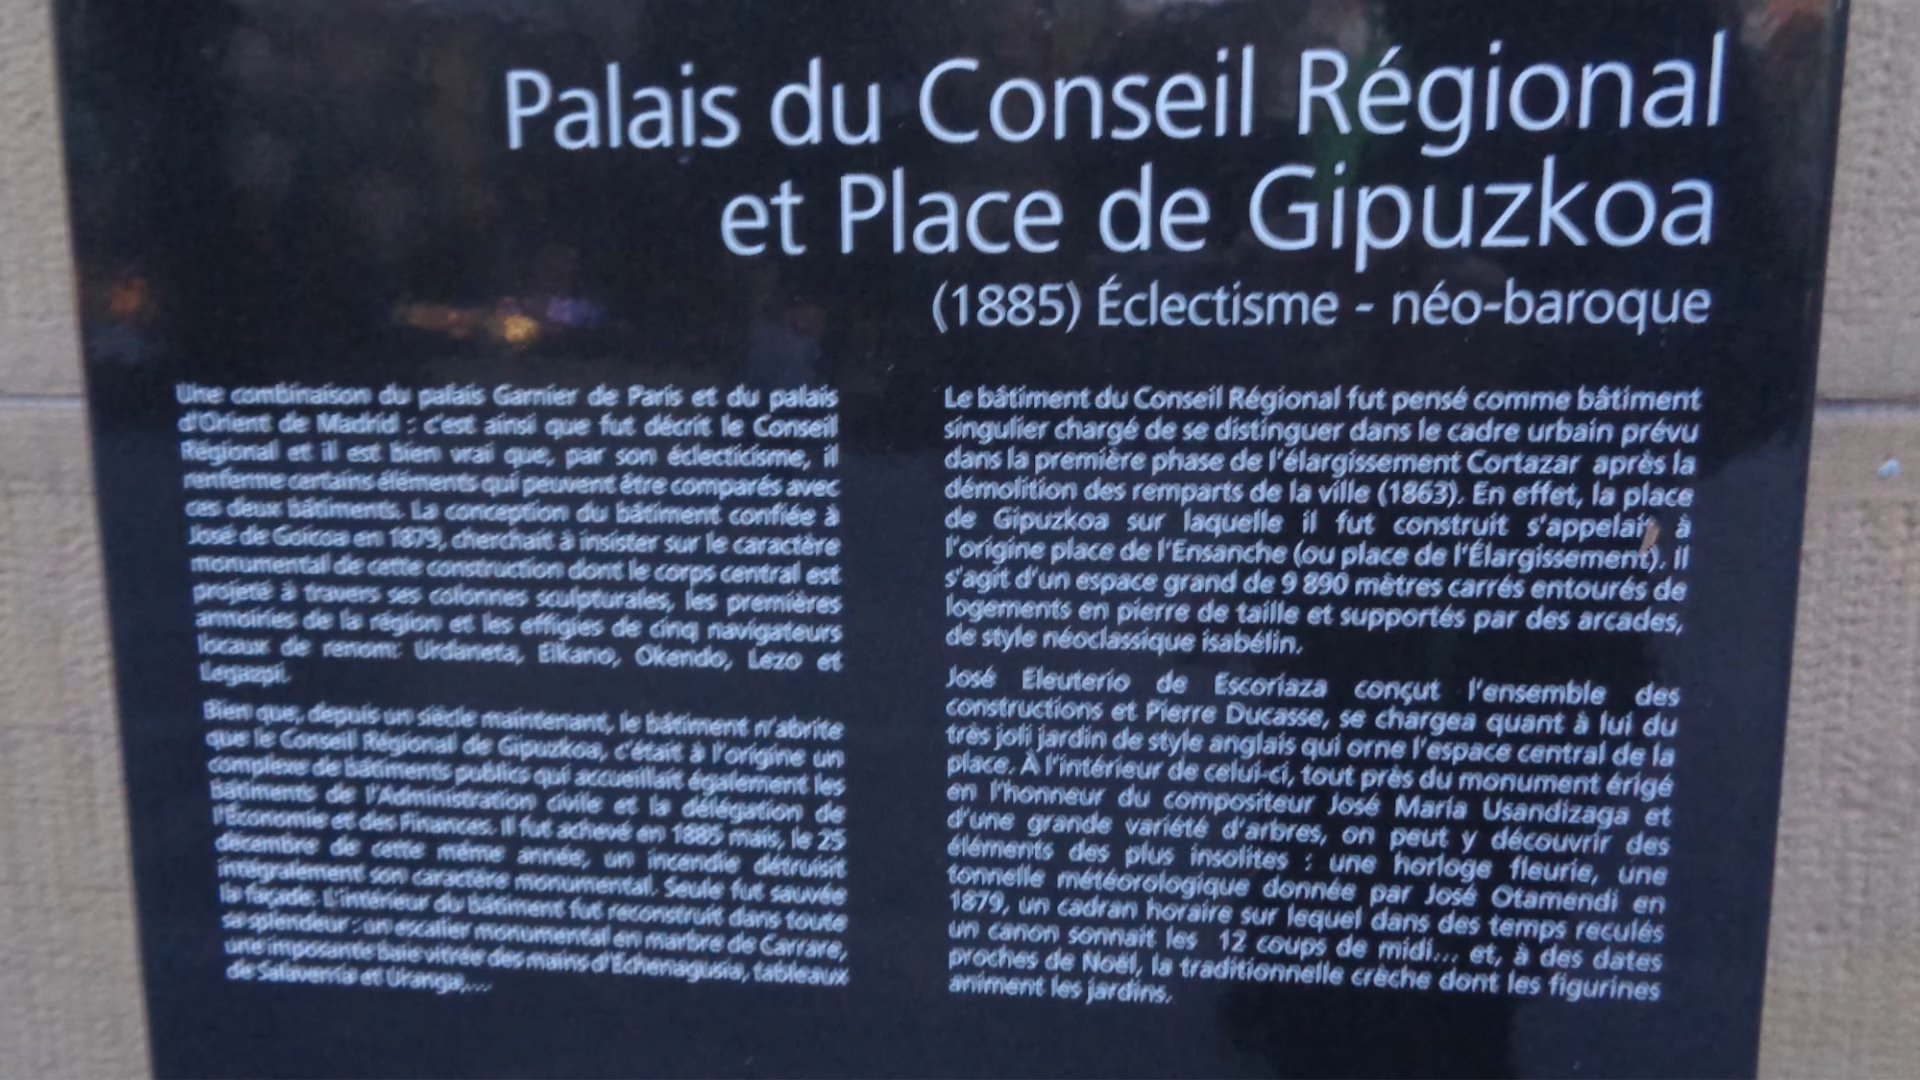 Palais du Conseil Régional
et Place de Gipuzkoa
(1885) Éclectisme - néo-baroque
Une combinaison du palais Garnier de Paris et du palais
d'Orient de Madrid : c'est ainsi que fut décrit le Conseil
Régional et il est bien vrai que, par son éclecticisme, il
renferme certains éléments qui peuvent être comparés avec
ces deux bâtiments. La conception du bâtiment confiée à
José de Goicoa en 1879, cherchait à insister sur le caractère
monumental de cette construction dont le corps central est
projeté à travers ses colonnes sculpturales, les premières
armoiries de la région et les effigies de cinq navigateurs
locaux de renom: Urdaneta, Elkano, Okendo, Lezo et
Legazpi.
Bien que, depuis un siècle maintenant, le bâtiment n'abrite
que le Conseil Régional de Gipuzkoa, c'était à l'origine un
complexe de bâtiments publics qui accueillait également les
bâtiments de l'Administration civile et la délégation de
l'Économie et des Finances. Il fut achevé en 1885 mais, le 25
décembre de cette même année, un incendie détruisit
intégralement son caractère monumental. Seule fut sauvée
la façade. L'intérieur du bâtiment fut reconstruit dans toute
sa splendeur : un escalier monumental en marbre de Carrare,
une imposante baie vitrée des mains d'Echenagusia, tableaux
de Salaverria et Uranga,...
Le bâtiment du Conseil Régional fut pensé comme bâtiment
singulier chargé de se distinguer dans le cadre urbain prévu
dans la première phase de l'élargissement Cortazar après la
démolition des remparts de la ville (1863). En effet, la place
de Gipuzkoa sur laquelle il fut construit s'appelait à
l'origine place de l'Ensanche (ou place de l'Élargissement). Il
s'agit d'un espace grand de 9 890 mètres carrés entourés de
logements en pierre de taille et supportés par des arcades,
de style néoclassique isabélin.
José Eleuterio de Escoriaza conçut l'ensemble des
constructions et Pierre Ducasse, se chargea quant à lui du
très joli jardin de style anglais qui orne l'espace central de la
place. À l'intérieur de celui-ci, tout près du monument érigé
en l'honneur du compositeur José María Usandizaga et
d'une grande variété d'arbres, on peut y découvrir des
éléments des plus insolites : une horloge fleurie, une
tonnelle météorologique donnée par José Otamendi en
1879, un cadran horaire sur lequel dans des temps reculés
un canon sonnait les 12 coups de midi... et, à des dates
proches de Noël, la traditionnelle crèche dont les figurines
animent les jardins.